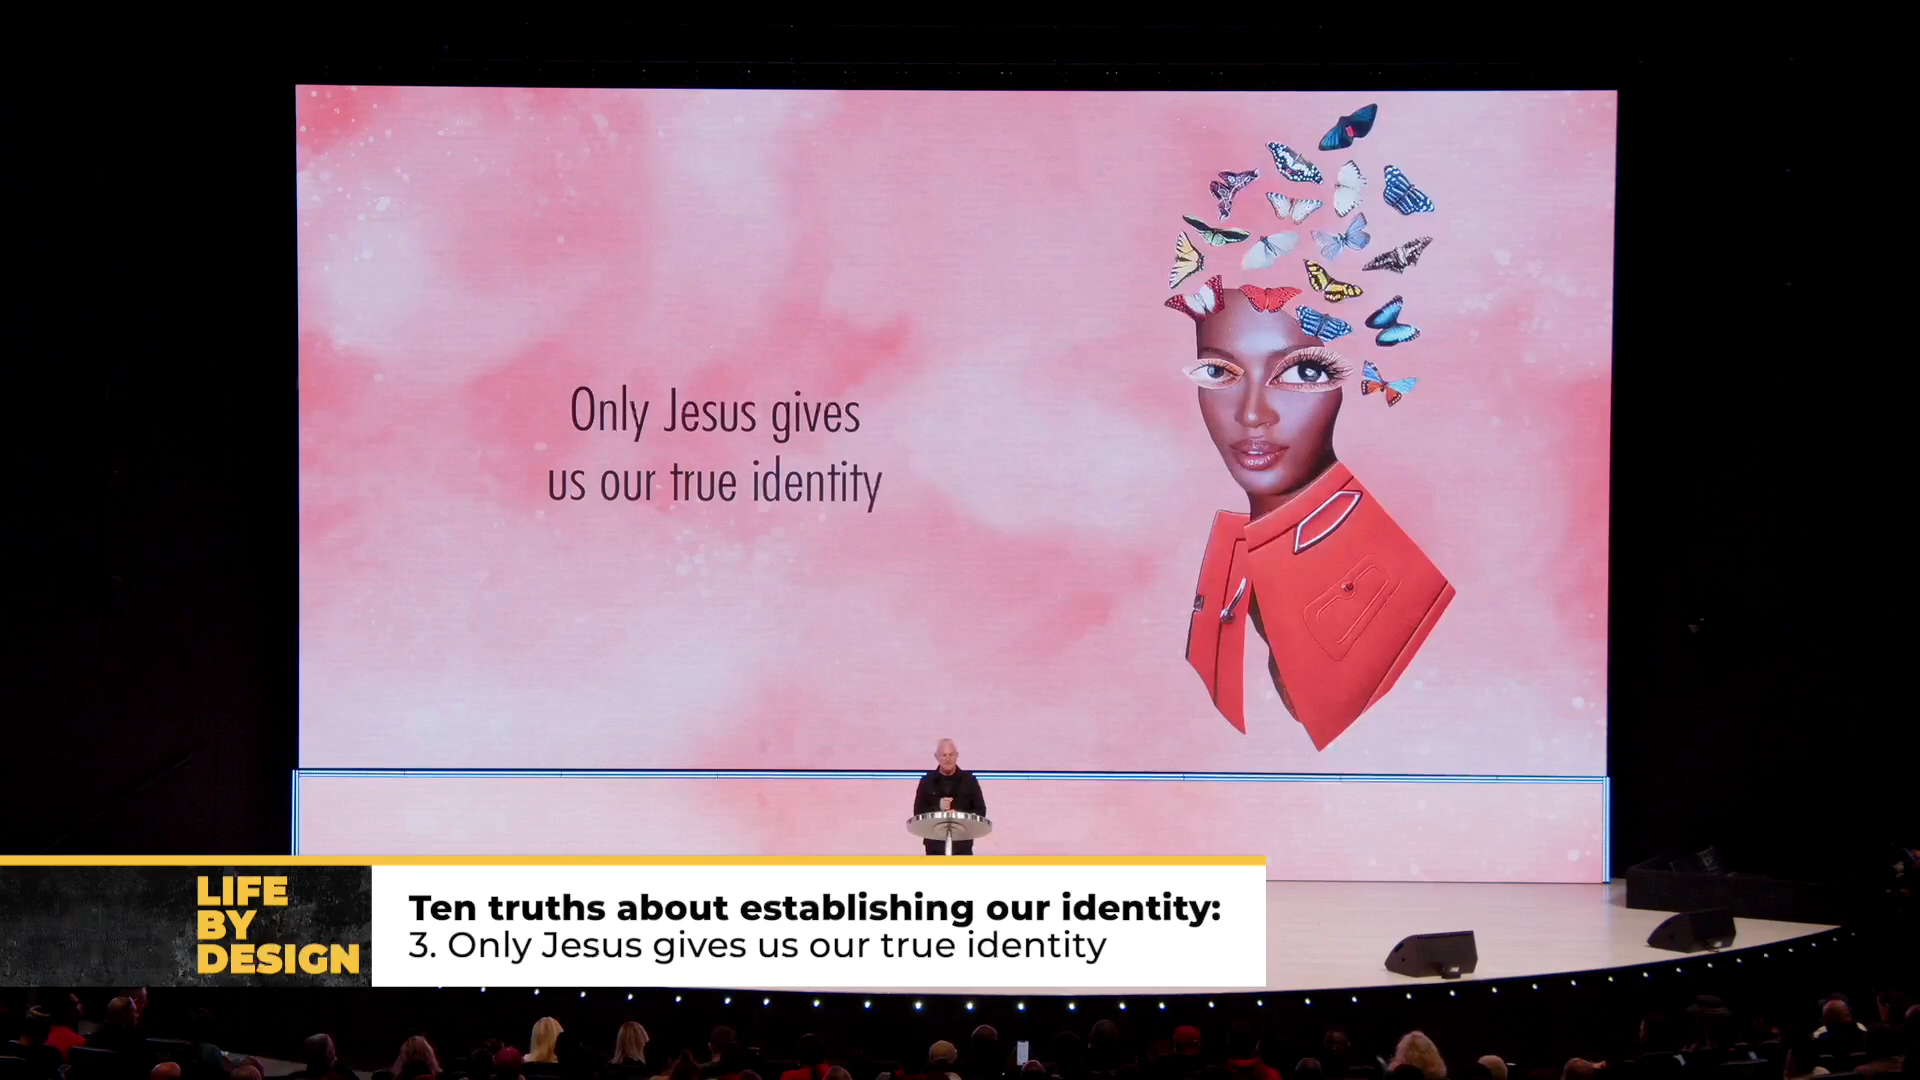 Only Jesus gives
us our true identity
LIFE
BY
DESIGN
Ten truths about establishing our identity:
3. Only Jesus gives us our true identity